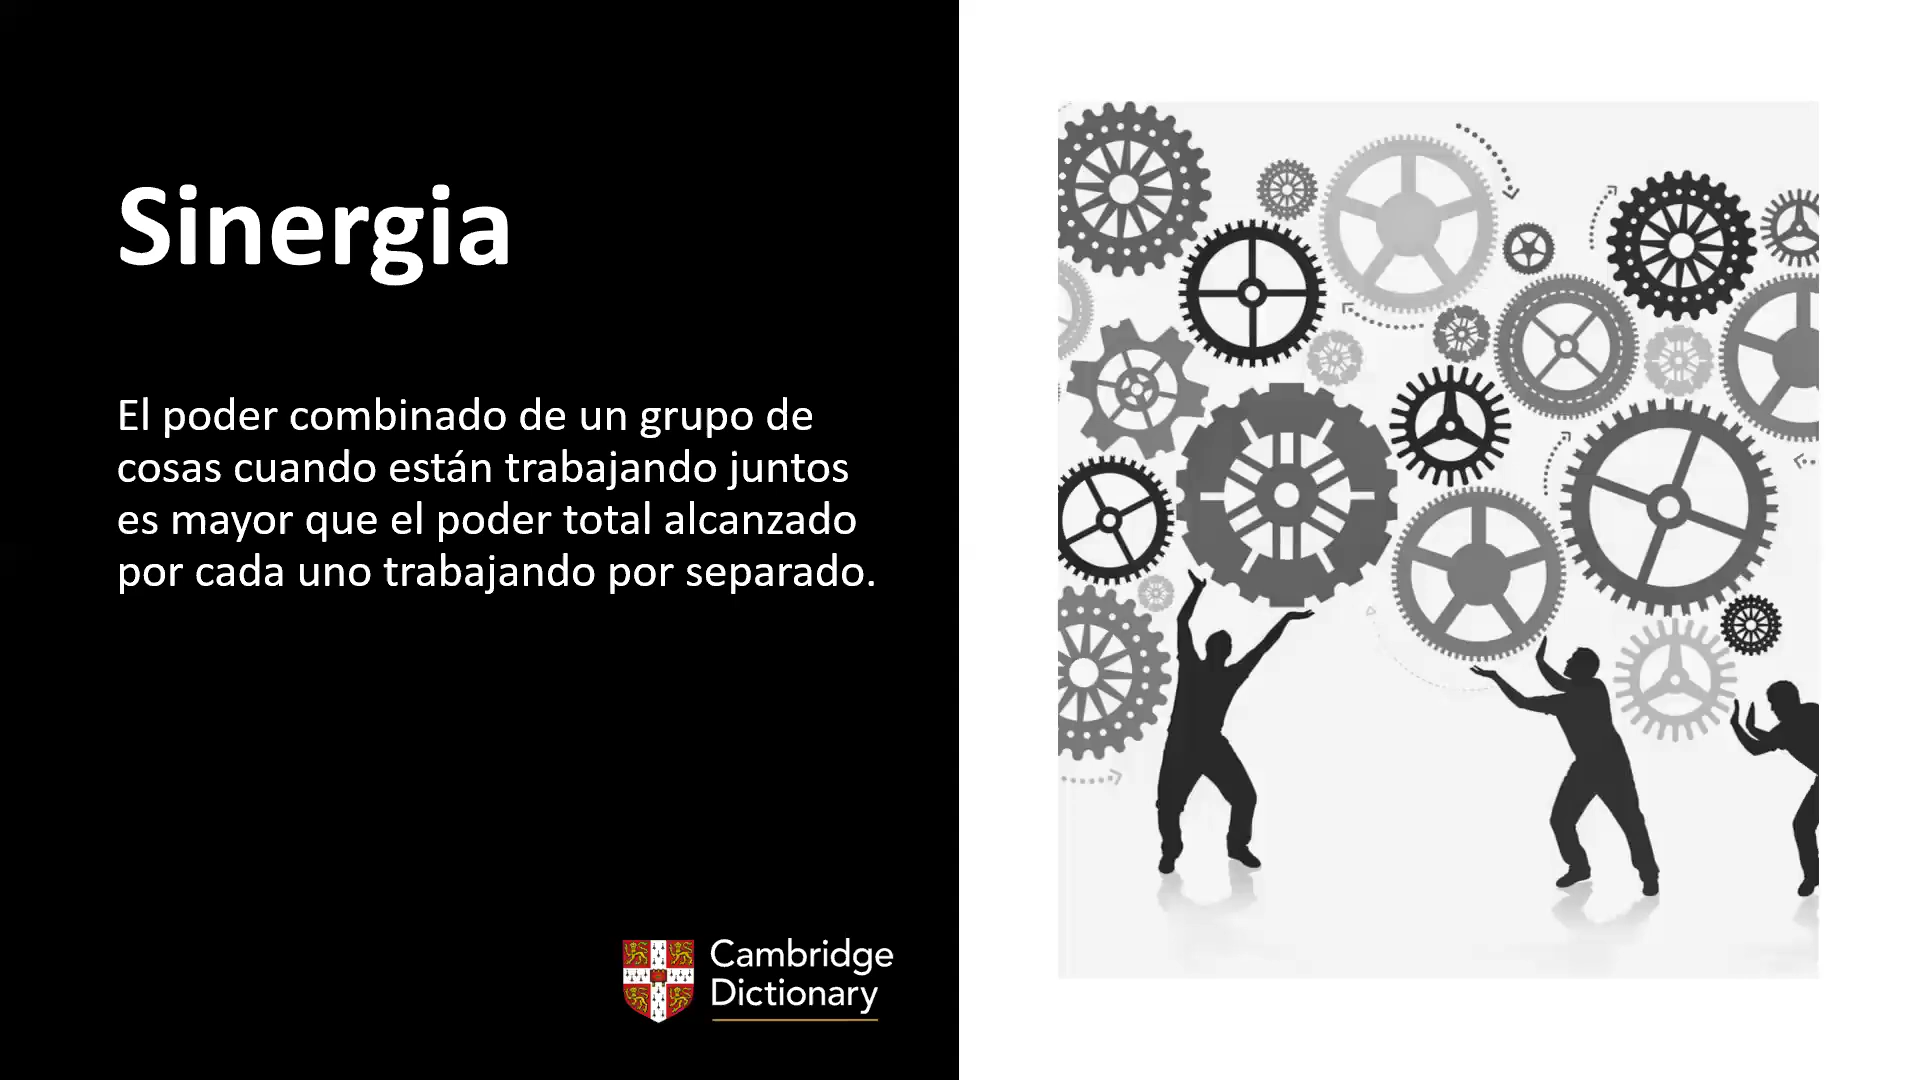 Sinergia
El poder combinado de un grupo de
cosas cuando están trabajando juntos
es mayor que el poder total alcanzado
por cada uno trabajando por separado.
Cambridge
Dictionary